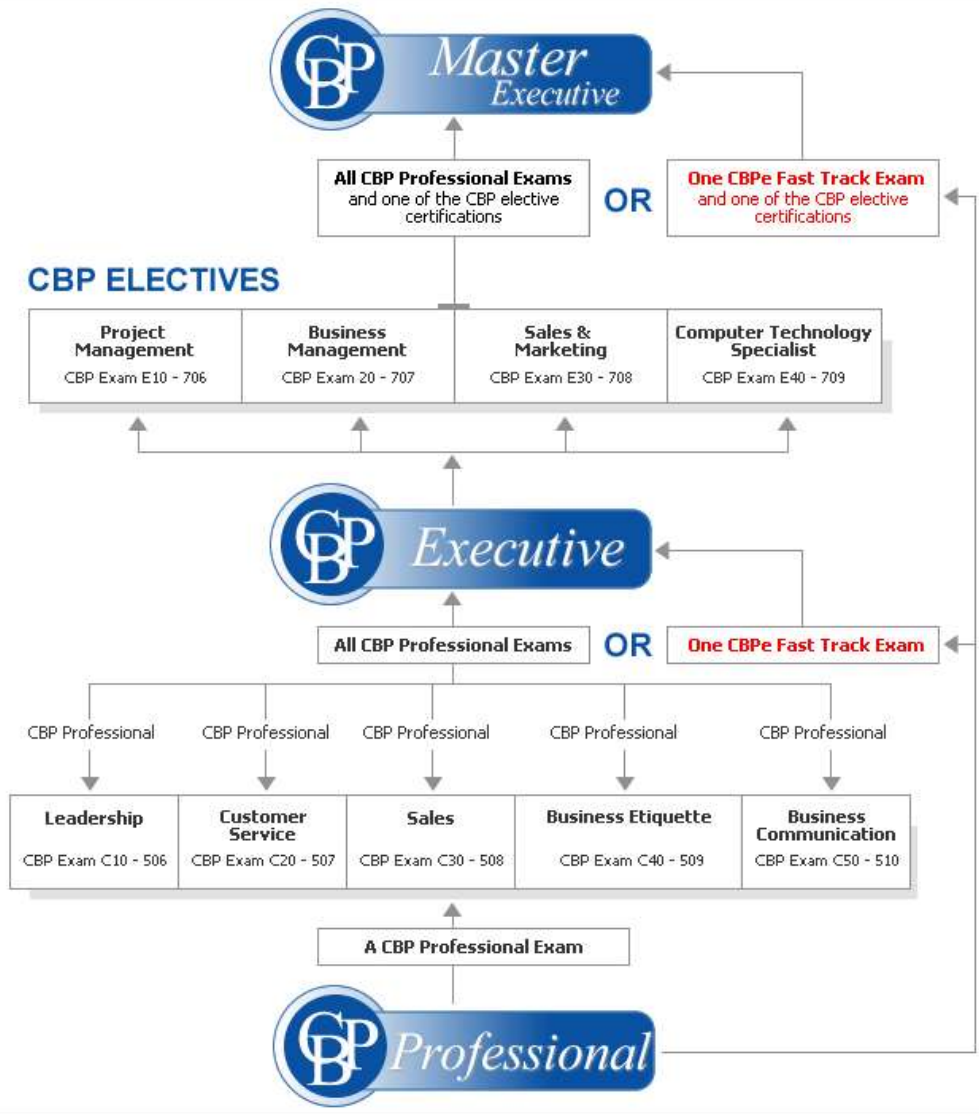 CBP Master
Executive
All CBP Professional Exams
and one of the CBP elective
certifications
OR
One CBPe Fast Track Exam
and one of the CBP elective
certifications
CBP ELECTIVES
Project
Management
CBP Exam E10 - 706
Business
Management
CBP Exam 20 - 707
Sales &
Marketing
CBP Exam E30 - 708
Computer Technology
Specialist
CBP Exam E40 - 709
CBP Executive
All CBP Professional Exams
OR
One CBPe Fast Track Exam
CBP Professional
CBP Professional
CBP Professional
CBP Professional
CBP Professional
Leadership
CBP Exam C10 - 506
Customer
Service
CBP Exam C20 - 507
Sales
CBP Exam C30 - 508
Business Etiquette
CBP Exam C40 - 509
Business
Communication
CBP Exam C50 - 510
A CBP Professional Exam
CBP Professional